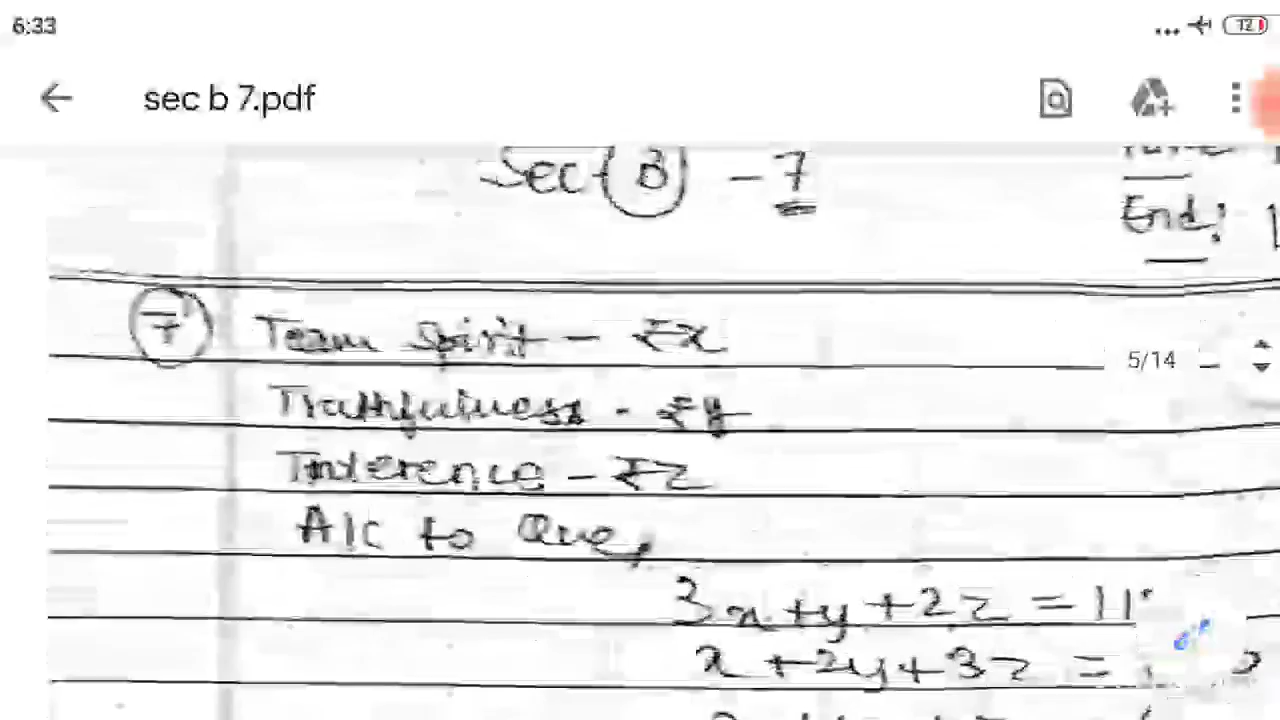 6:33
... 72
sec b 7.pdf
Sec (B) - 7
End:
7 Team Spirit - ₹x
Truthfulness - ₹y
- ₹z
A/C to Que,
5/14
3x+y+2z = 11
x+2y+3z =